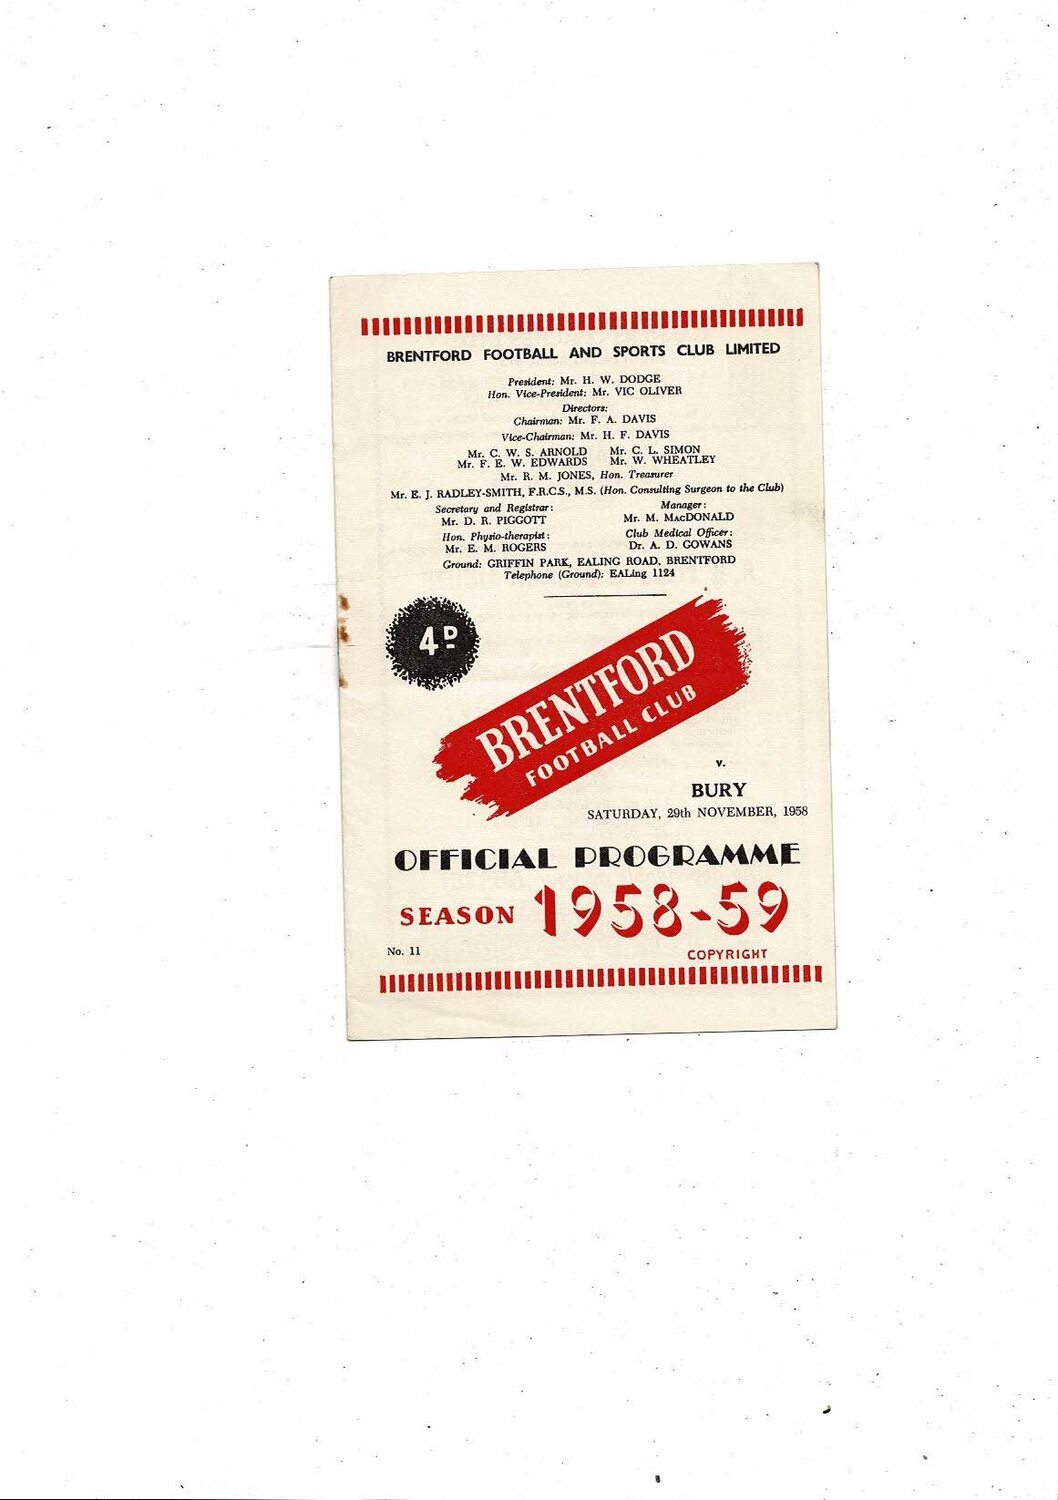 BRENTFORD FOOTBALL AND SPORTS CLUB LIMITED
President: Mr. H. W. DODGE
Hon. Vice-President: Mr. VIC OLIVER
Directors:
Chairman: Mr. F. A. DAVIS
Vice-Chairman: Mr. H. F. DAVIS
Mr. C. W. S. ARNOLD Mr. C. L. SIMON
Mr. F. E. W. EDWARDS Mr. W. WHEATLEY
Mr. R. M. JONES, Hon. Treasurer
Mr. E. J. RADLEY-SMITH, F.R.C.S., M.S. (Hon. Consulting Surgeon to the Club)
Secretary and Registrar: Manager:
Mr. D. R. PIGGOTT Mr. M. MacDONALD
Hon. Physio-therapist: Club Medical Officer:
Mr. E. M. ROGERS Dr. A. D. GOWANS
Ground: GRIFFIN PARK, EALING ROAD, BRENTFORD
Telephone (Ground): EALing 1124
4D
BRENTFORD
FOOTBALL CLUB
v.
BURY
SATURDAY, 29th NOVEMBER, 1958
OFFICIAL PROGRAMME
SEASON 1958-59
No. 11
COPYRIGHT